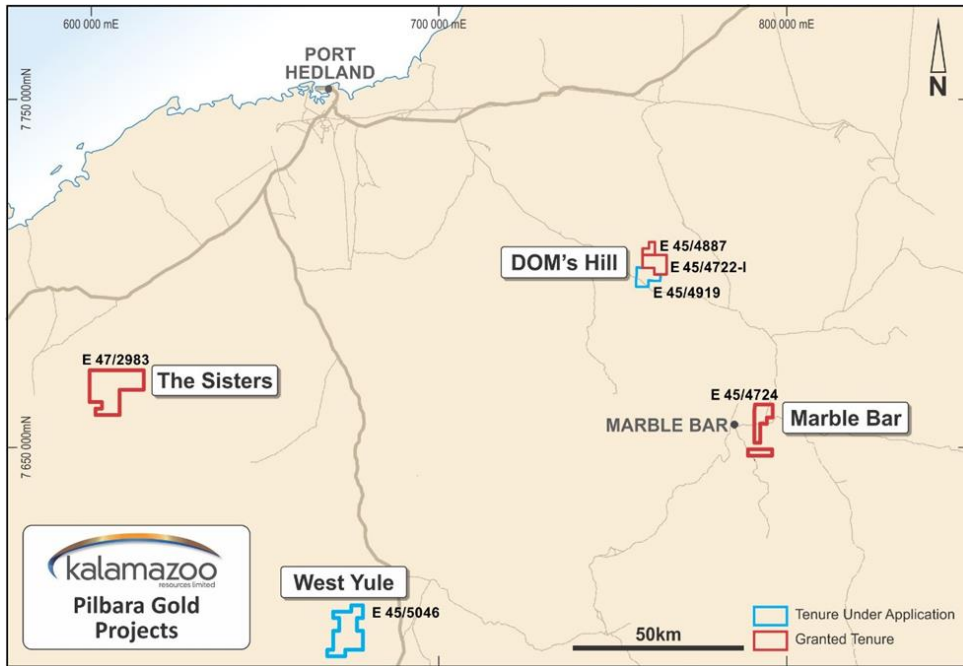 600 000 mE
700 000 mE
800 000 mE
7 750 000mN
7 650 000mN
N
PORT
HEDLAND
DOM's Hill
E 45/4887
E 45/4722-I
E 45/4919
E 47/2983
The Sisters
E 45/4724
MARBLE BAR
Marble Bar
West Yule
E 45/5046
kalamazoo
resources limited
Pilbara Gold
Projects
50km
Tenure Under Application
Granted Tenure